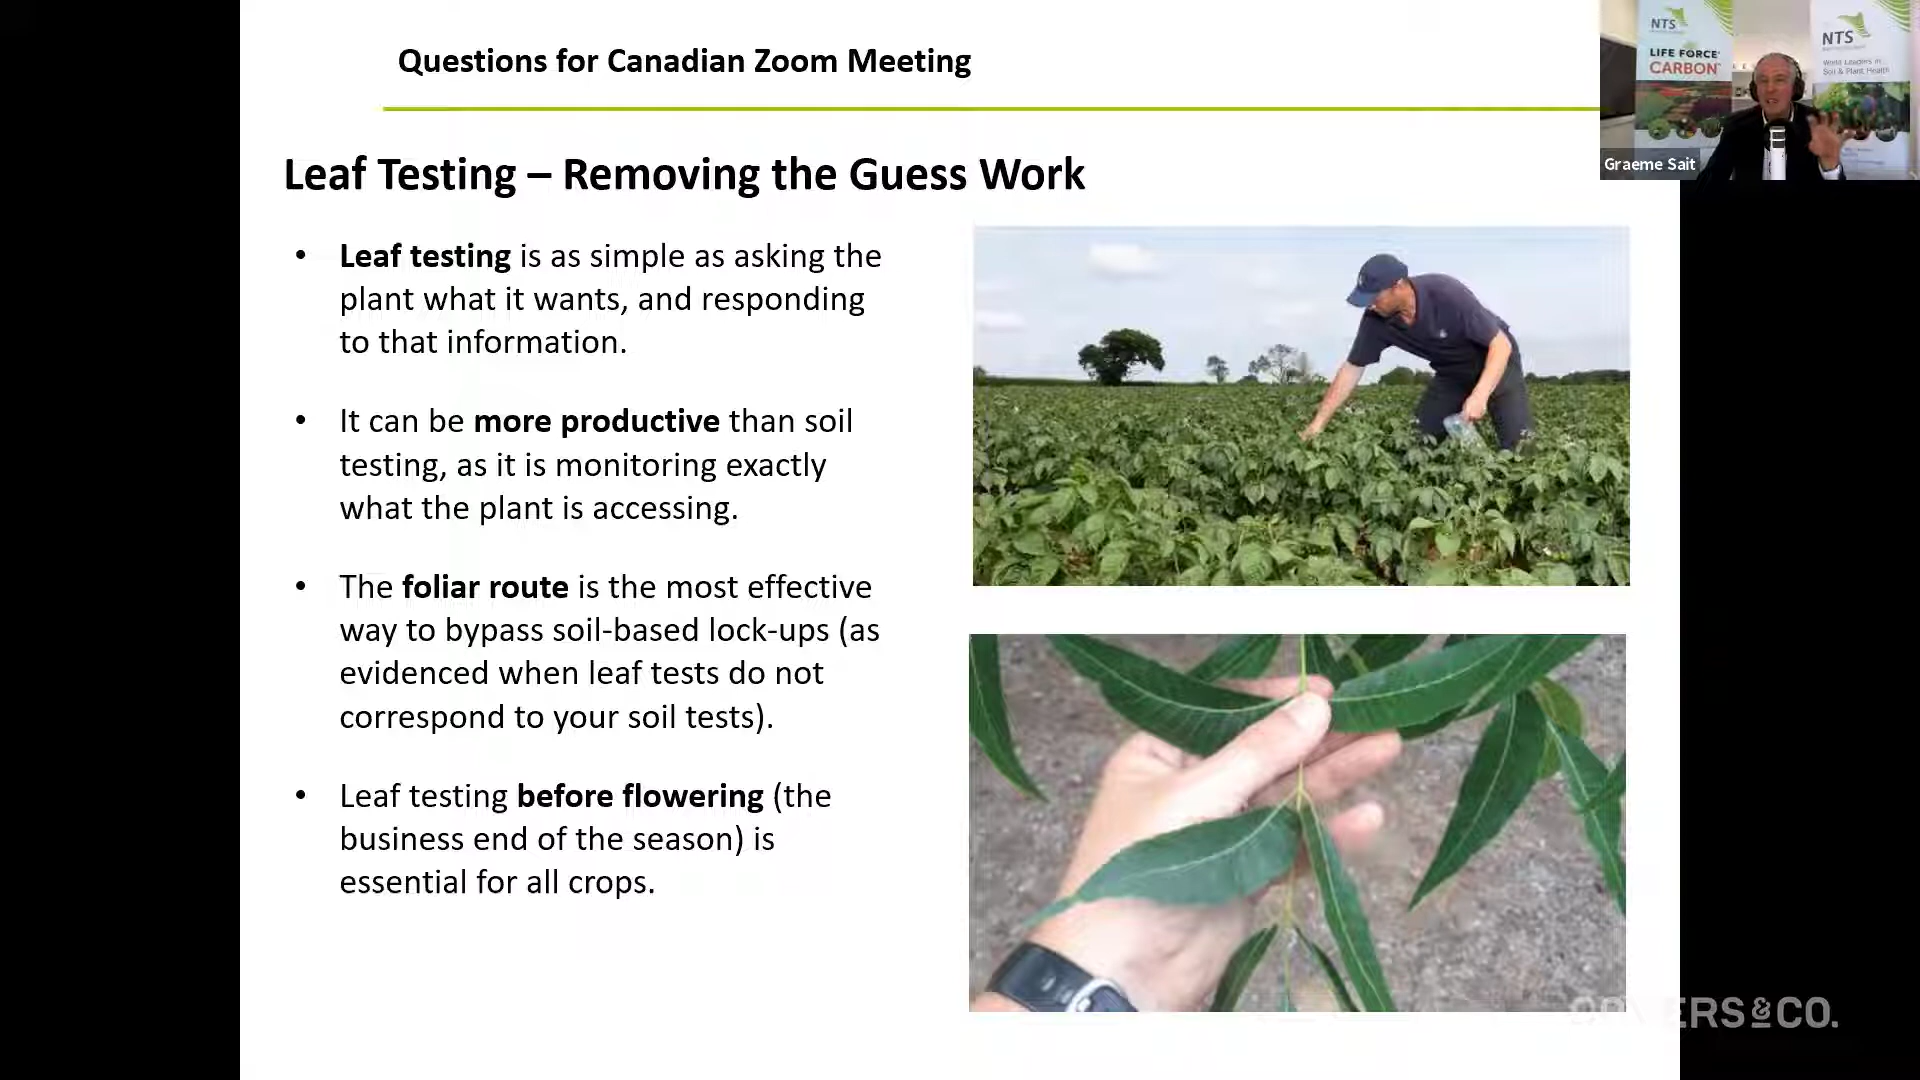 Questions for Canadian Zoom Meeting
NTS
LIFE FORCE
CARBON
NTS
World Leaders in
Soil & Plant Health
Graeme Sait
Leaf Testing – Removing the Guess Work
• Leaf testing is as simple as asking the
plant what it wants, and responding
to that information.
• It can be more productive than soil
testing, as it is monitoring exactly
what the plant is accessing.
• The foliar route is the most effective
way to bypass soil-based lock-ups (as
evidenced when leaf tests do not
correspond to your soil tests).
• Leaf testing before flowering (the
business end of the season) is
essential for all crops.
ERS&CO.